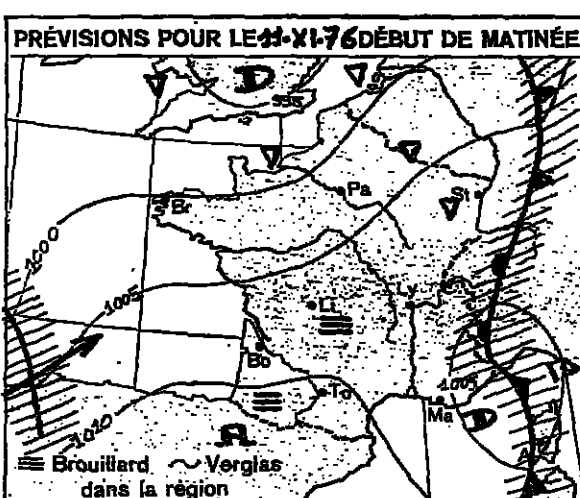 PRÉVISIONS POUR LE 11.XI.76 DÉBUT DE MATINÉE
D
995
Pa
St
Br
1000
1005
Li
Ly
Bo
1005
To
Ma
D
1010
A
A
Brouillard Verglas
dans la région